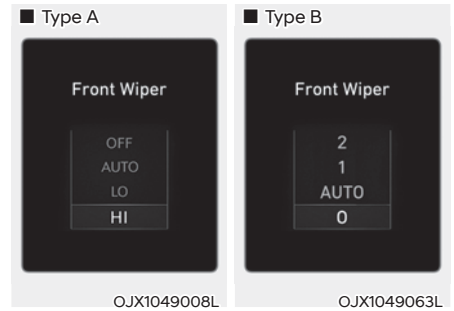 ■ Type A
Front Wiper
OFF
AUTO
LO
HI
OJX1049008L
■ Type B
Front Wiper
2
1
AUTO
0
OJX1049063L